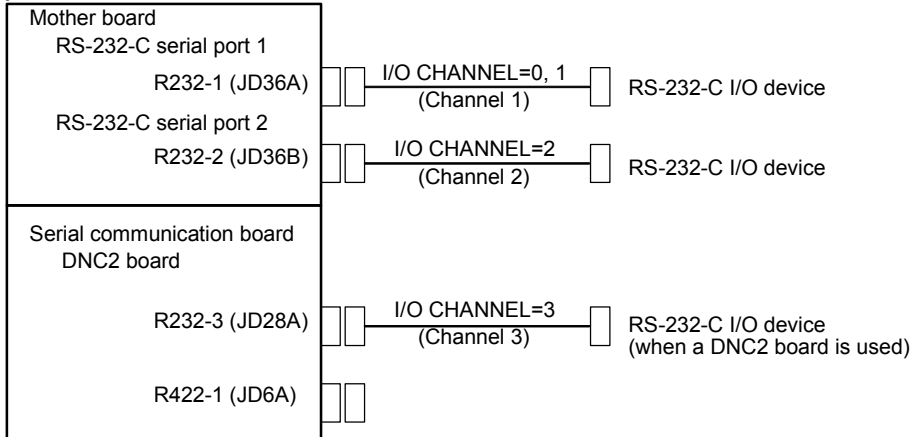 Mother board
RS-232-C serial port 1
R232-1 (JD36A)
I/O CHANNEL=0, 1
(Channel 1)
RS-232-C I/O device
RS-232-C serial port 2
R232-2 (JD36B)
I/O CHANNEL=2
(Channel 2)
RS-232-C I/O device
Serial communication board
DNC2 board
R232-3 (JD28A)
I/O CHANNEL=3
(Channel 3)
RS-232-C I/O device
(when a DNC2 board is used)
R422-1 (JD6A)